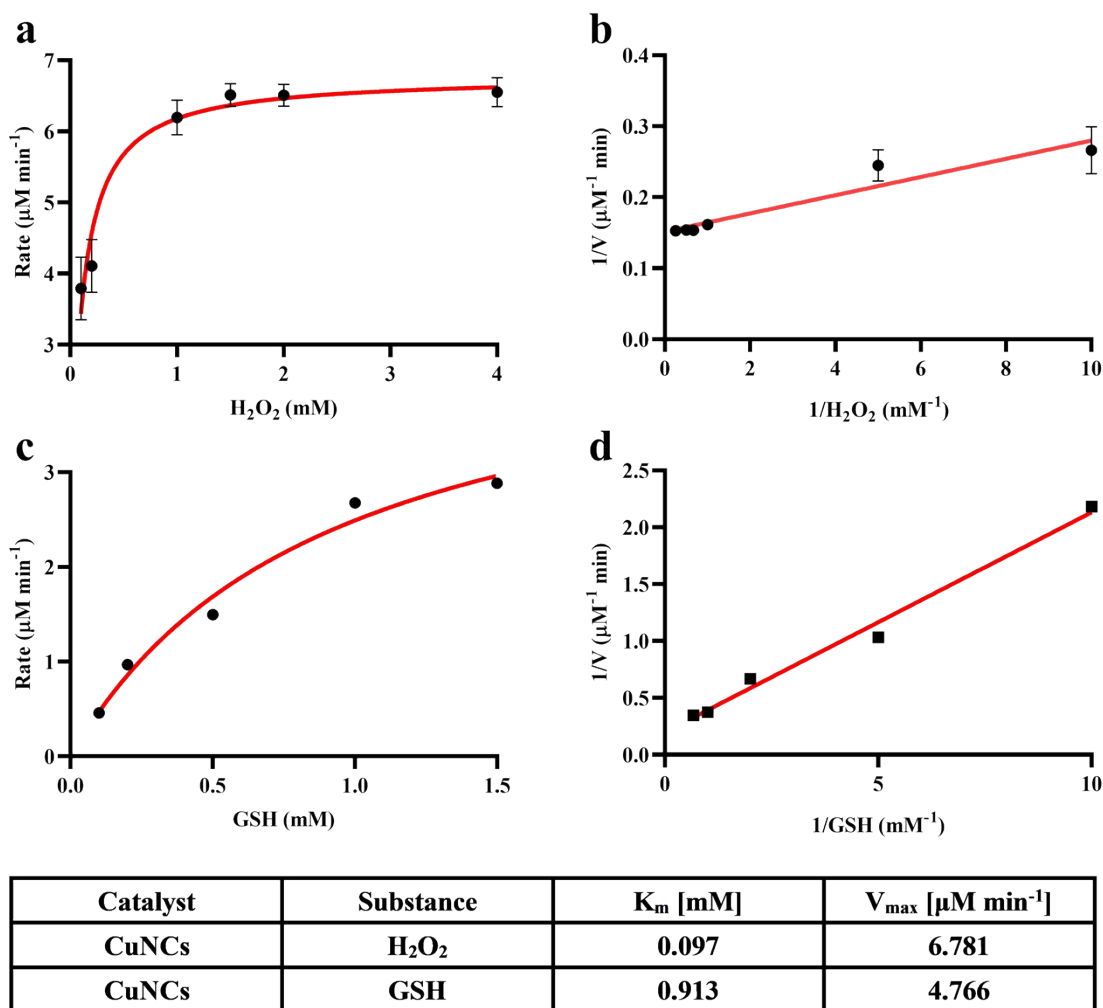 a
7
6
5
4
3
Rate (µM min⁻¹)
0 1 2 3 4
H₂O₂ (mM)
b
0.4
0.3
0.2
0.1
0.0
1/V (µM⁻¹ min)
0 2 4 6 8 10
1/H₂O₂ (mM⁻¹)
c
3
2
1
0
Rate (µM min⁻¹)
0.0 0.5 1.0 1.5
GSH (mM)
d
2.5
2.0
1.5
1.0
0.5
0.0
1/V (µM⁻¹ min)
0 5 10
1/GSH (mM⁻¹)
Catalyst Substance Kₘ [mM] Vₘₐₓ [µM min⁻¹]
CuNCs H₂O₂ 0.097 6.781
CuNCs GSH 0.913 4.766